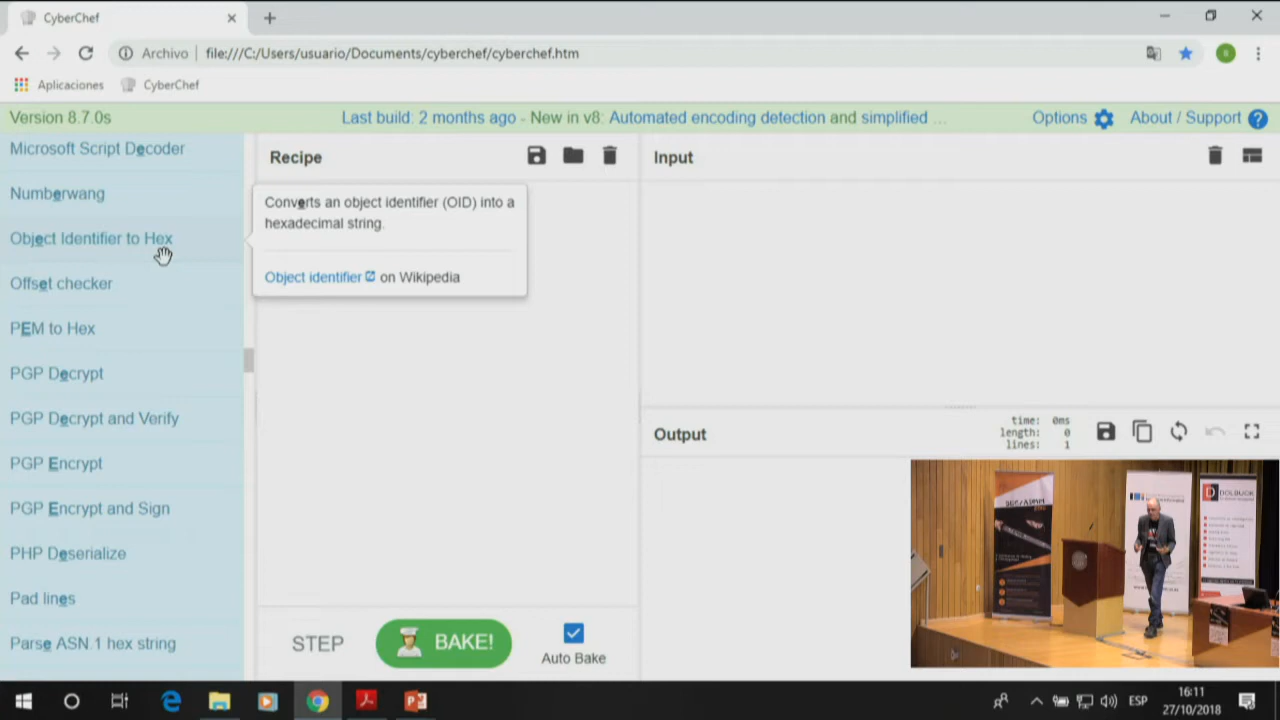 CyberChef
Archivo
file:///C:/Users/usuario/Documents/cyberchef/cyberchef.htm
Aplicaciones
CyberChef
Version 8.7.0s
Last build: 2 months ago - New in v8: Automated encoding detection and simplified ...
Options
About / Support
Microsoft Script Decoder
Numberwang
Object Identifier to Hex
Offset checker
PEM to Hex
PGP Decrypt
PGP Decrypt and Verify
PGP Encrypt
PGP Encrypt and Sign
PHP Deserialize
Pad lines
Parse ASN.1 hex string
Recipe
Converts an object identifier (OID) into a
hexadecimal string.
Object identifier on Wikipedia
STEP
BAKE!
Auto Bake
Input
Output
time: 0ms
length: 0
lines: 1
DOLBUCK
ESP
16:11
27/10/2018